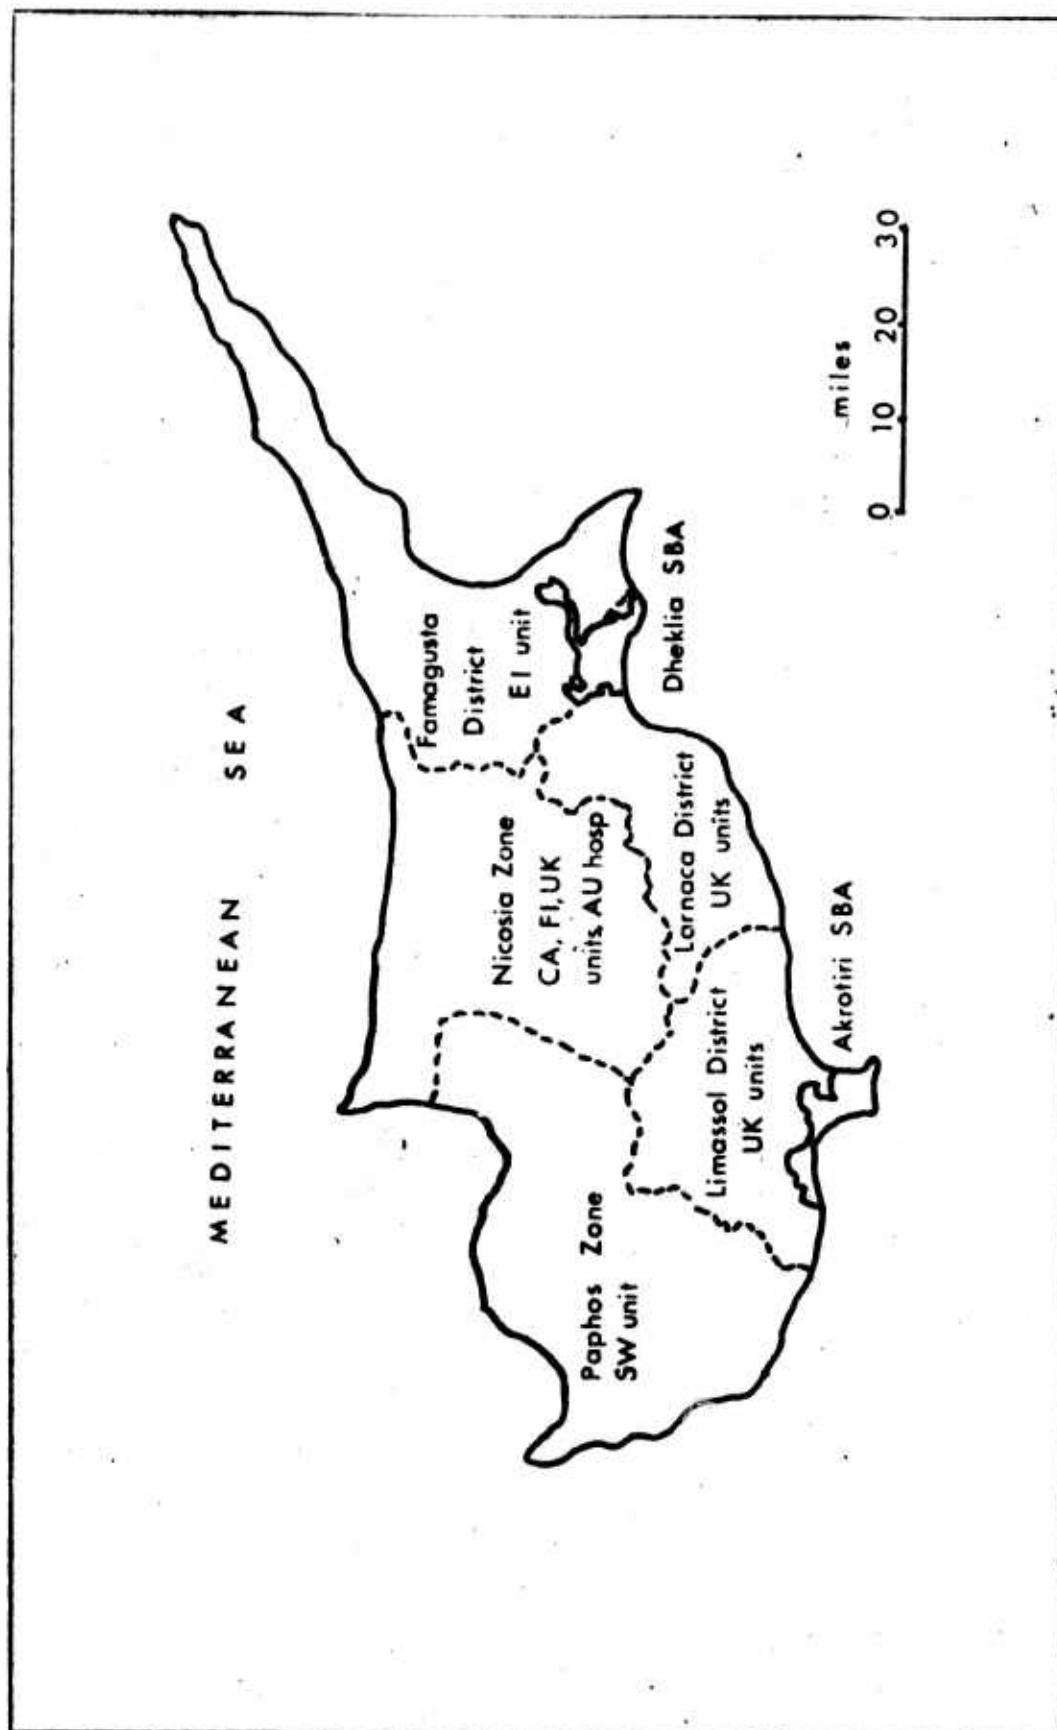 MEDITERRANEAN SEA
Famagusta
District
EI unit
Nicosia Zone
CA, FI, UK
units, AU hosp
Dheklia SBA
Larnaca District
UK units
Paphos Zone
SW unit
Limassol District
UK units
Akrotiri SBA
miles
0 10 20 30